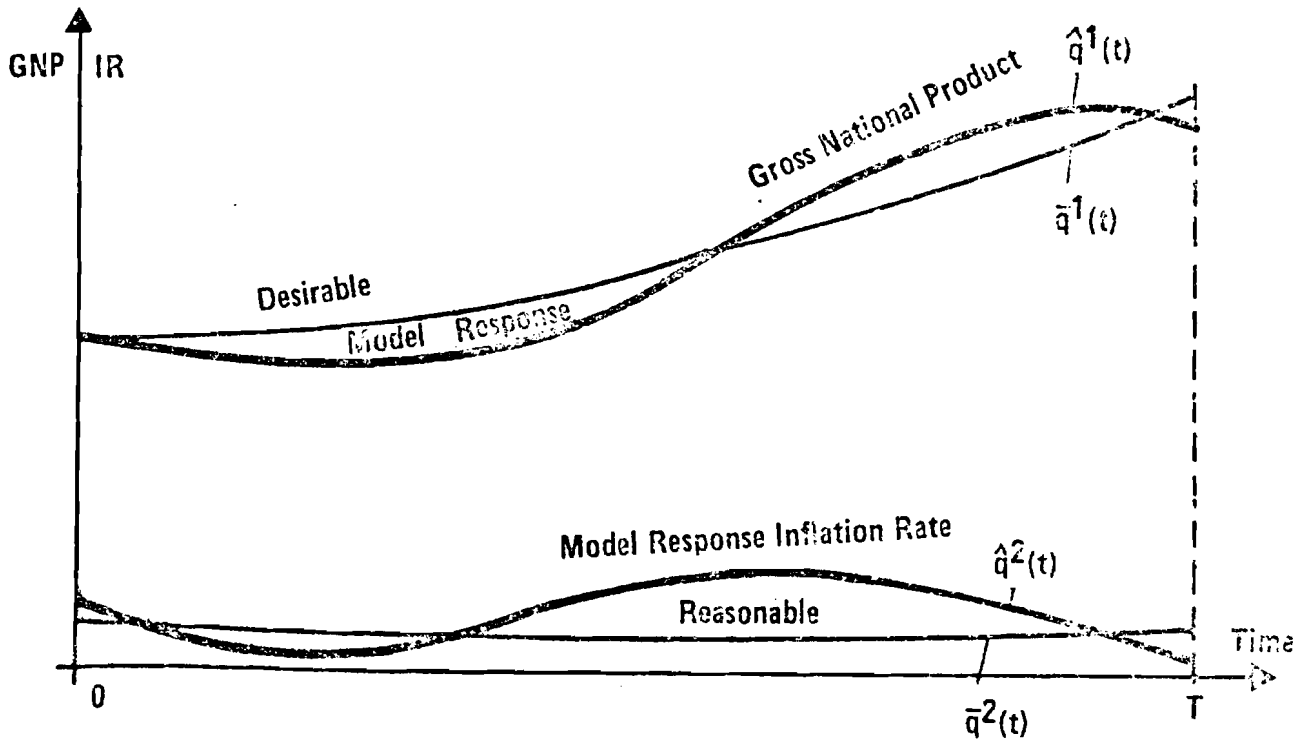 GNP IR
q̂¹(t)
Gross National Product
q̄¹(t)
Desirable
Model Response
Model Response Inflation Rate
q̂²(t)
Reasonable
Time
0
q̄²(t)
T